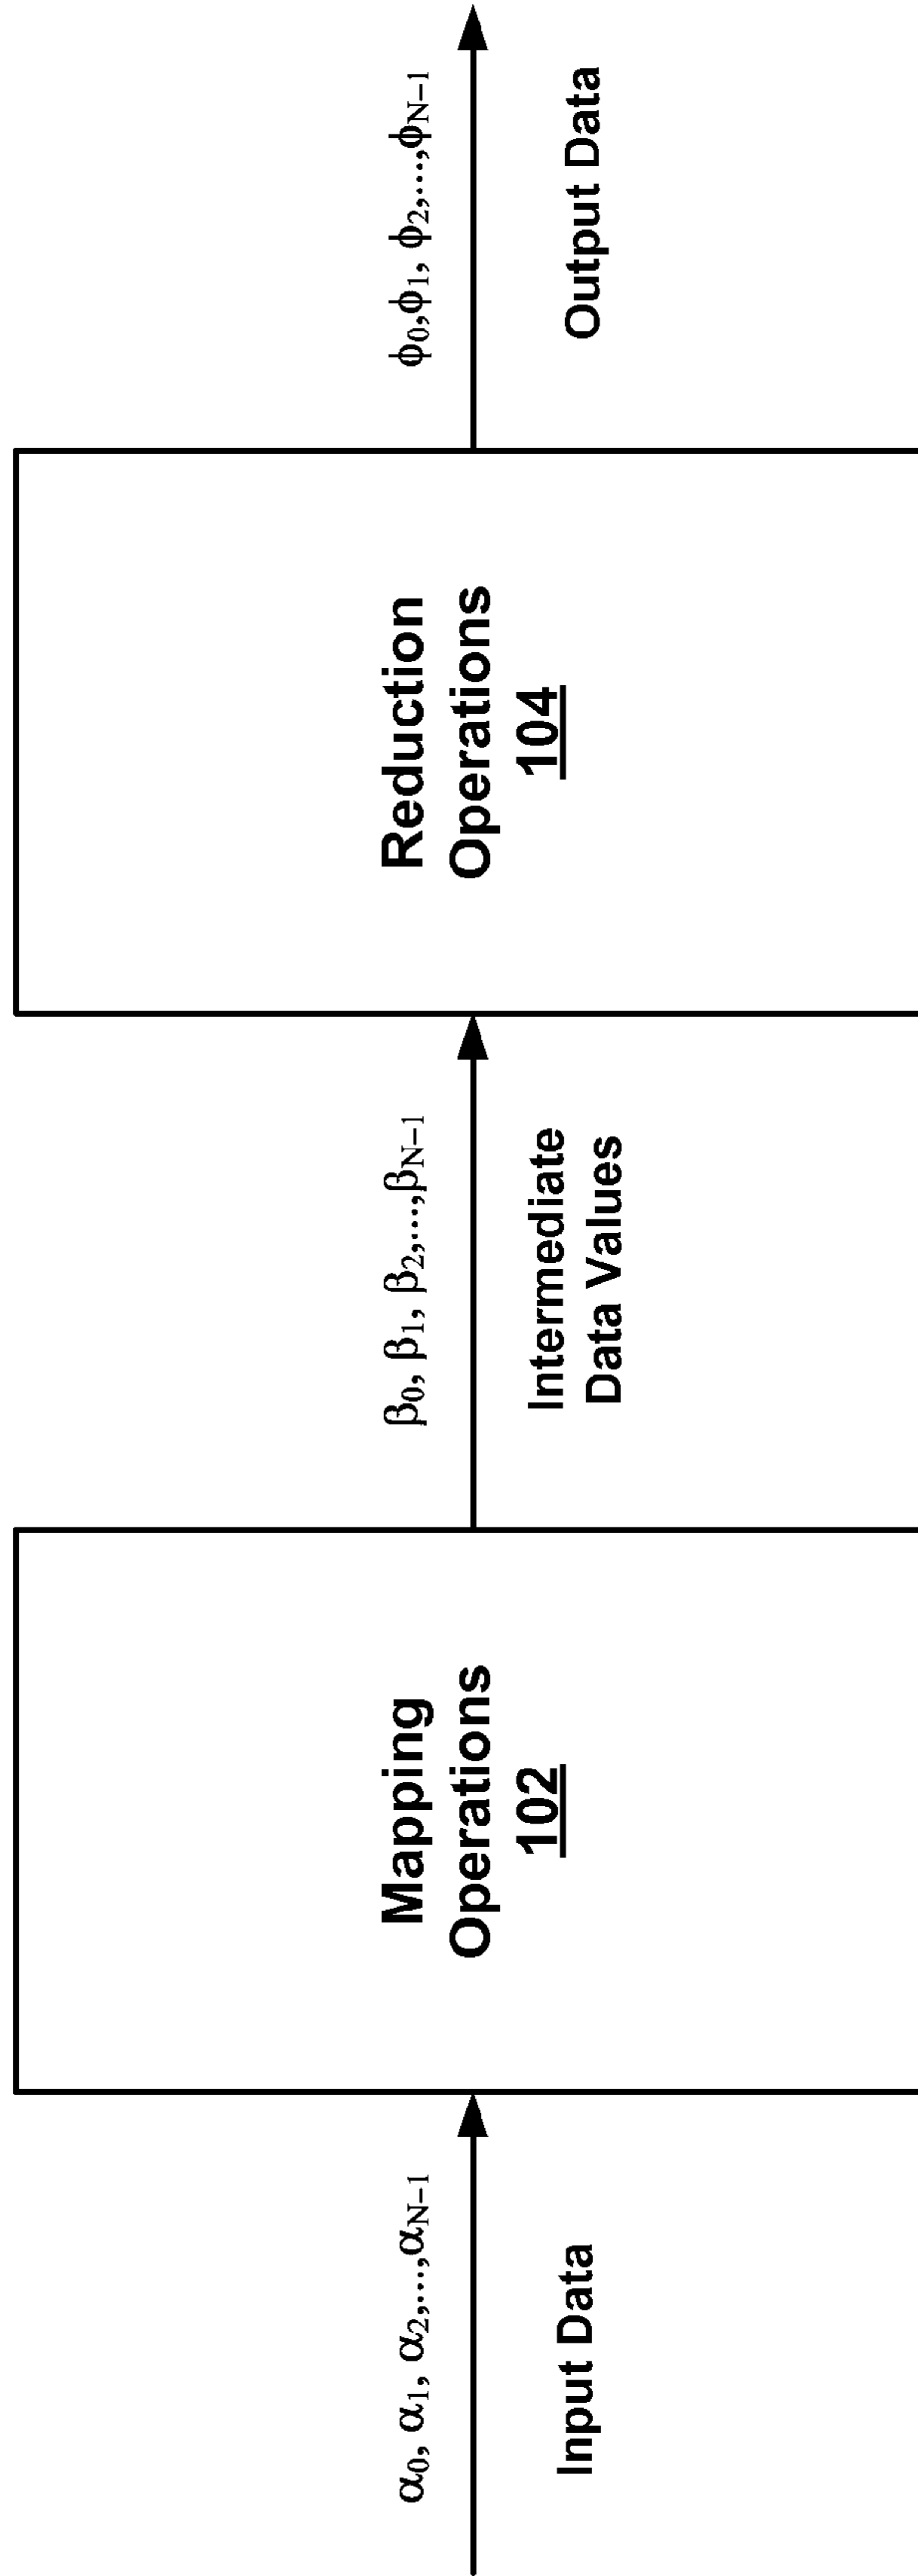 α₀, α₁, α₂,...,αN−1
Input Data
Mapping
Operations
102
β₀, β₁, β₂,...,βN−1
Intermediate
Data Values
Reduction
Operations
104
ϕ₀,ϕ₁, ϕ₂,...,ϕN−1
Output Data